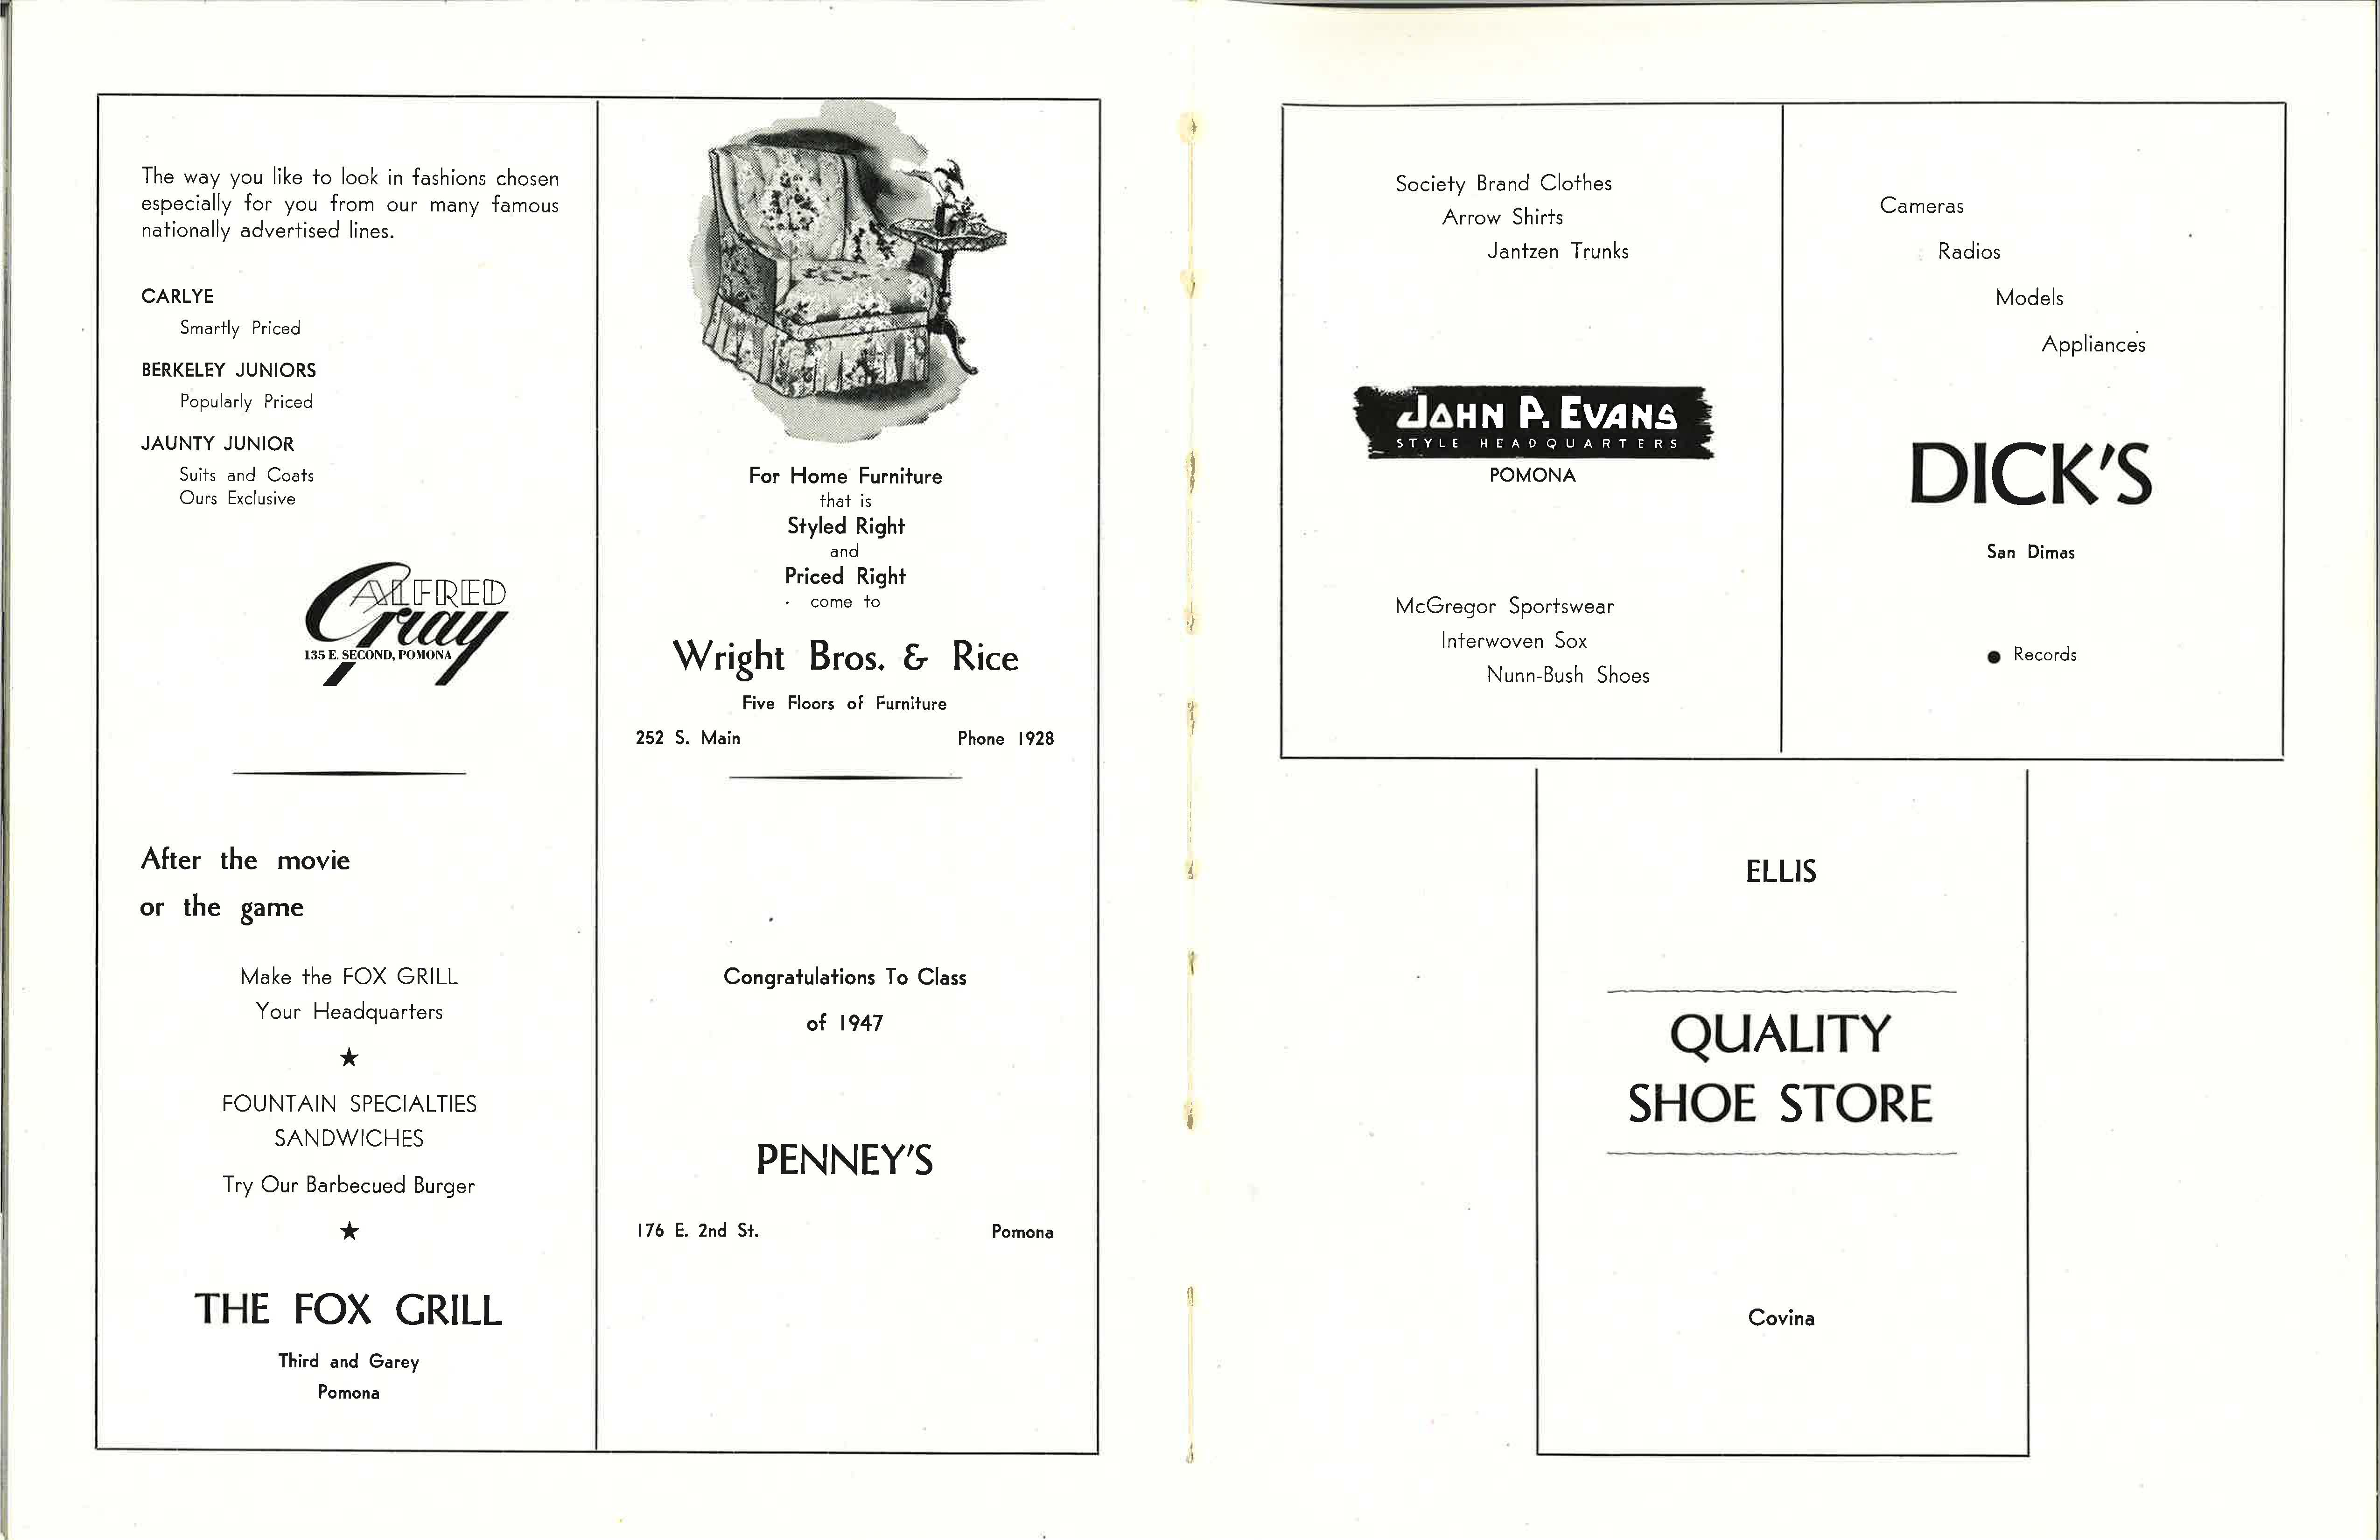 The way you like to look in fashions chosen
especially for you from our many famous
nationally advertised lines.
CARLYE
Smartly Priced
BERKELEY JUNIORS
Popularly Priced
JAUNTY JUNIOR
Suits and Coats
Ours Exclusive
ALFRED
Gray
135 E. SECOND, POMONA
After the movie
or the game
Make the FOX GRILL
Your Headquarters
★
FOUNTAIN SPECIALTIES
SANDWICHES
Try Our Barbecued Burger
★
THE FOX GRILL
Third and Garey
Pomona
For Home Furniture
that is
Styled Right
and
Priced Right
come to
Wright Bros. & Rice
Five Floors of Furniture
252 S. Main Phone 1928
Congratulations To Class
of 1947
PENNEY'S
176 E. 2nd St. Pomona
Society Brand Clothes
Arrow Shirts
Jantzen Trunks
JOHN P. EVANS
STYLE HEADQUARTERS
POMONA
McGregor Sportswear
Interwoven Sox
Nunn-Bush Shoes
Cameras
Radios
Models
Appliances
DICK'S
San Dimas
● Records
ELLIS
QUALITY
SHOE STORE
Covina